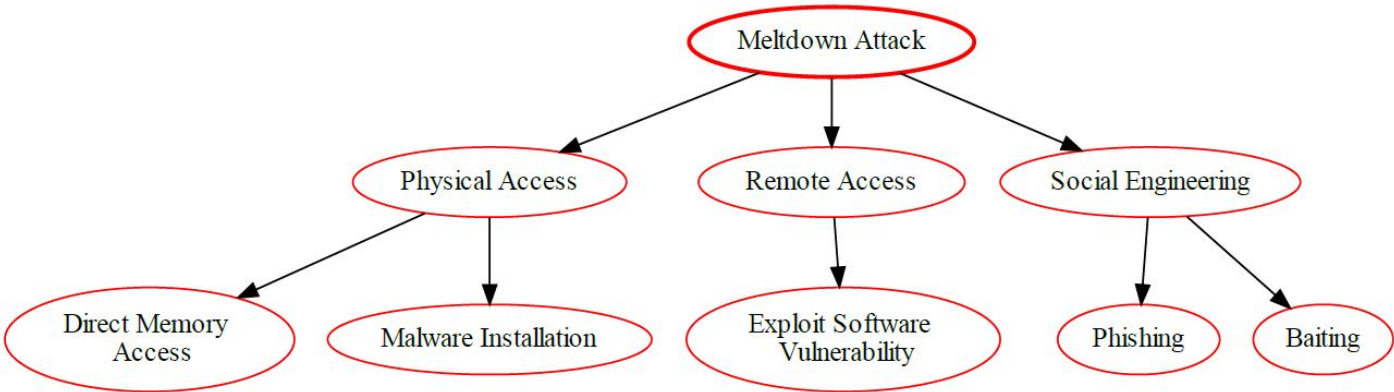 Meltdown Attack
Physical Access
Remote Access
Social Engineering
Direct Memory
Access
Malware Installation
Exploit Software
Vulnerability
Phishing
Baiting